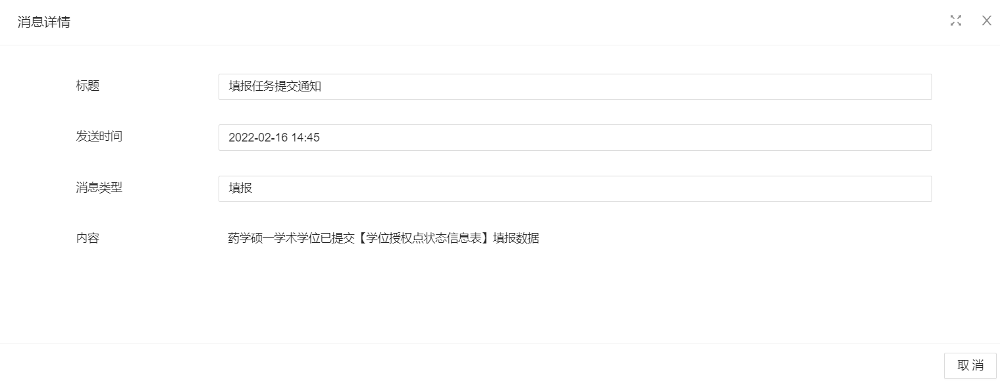 消息详情
标题
填报任务提交通知
发送时间
2022-02-16 14:45
消息类型
填报
内容
药学硕一学术学位已提交【学位授权点状态信息表】填报数据
取 消